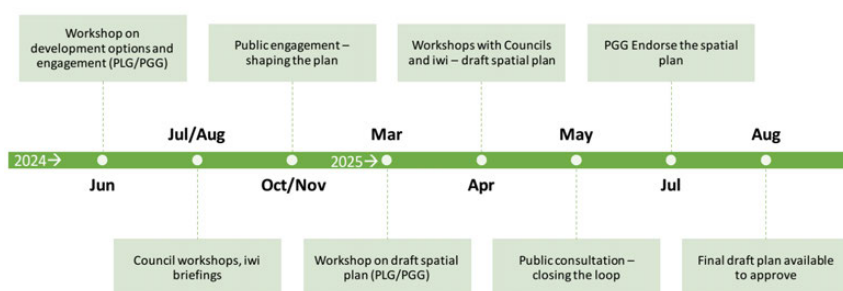 Workshop on
development options and
engagement (PLG/PGG)
Public engagement –
shaping the plan
Workshops with Councils
and iwi – draft spatial plan
PGG Endorse the spatial
plan
Jul/Aug
Mar
May
Aug
2024→
2025→
Jun
Oct/Nov
Apr
Jul
Council workshops, iwi
briefings
Workshop on draft spatial
plan (PLG/PGG)
Public consultation –
closing the loop
Final draft plan available
to approve